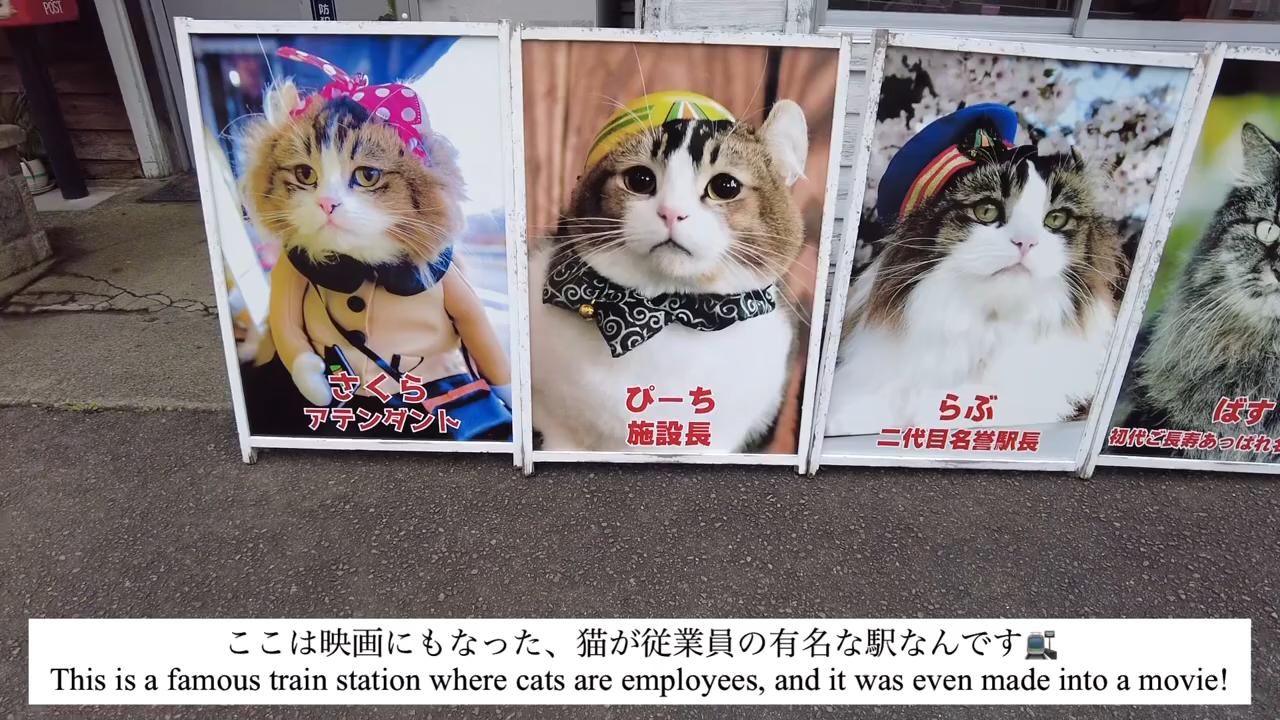 POST
防犯
さくら
アテンダント
ぴーち
施設長
らぶ
二代目名誉駅長
ばす
初代ご長寿あっぱれ
ここは映画にもなった、猫が従業員の有名な駅なんです🚉
This is a famous train station where cats are employees, and it was even made into a movie!